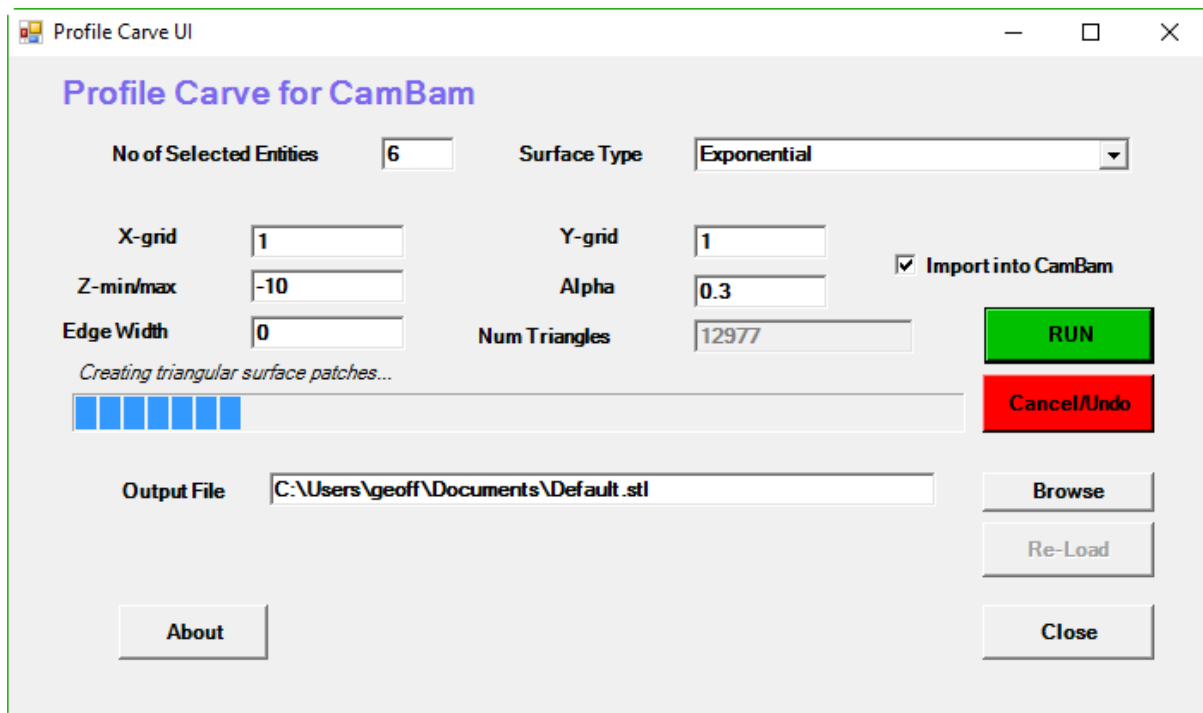 Profile Carve UI
Profile Carve for CamBam
No of Selected Entities 6 Surface Type Exponential
X-grid 1 Y-grid 1
Import into CamBam
Z-min/max -10 Alpha 0.3
Edge Width 0 Num Triangles 12977 RUN
Creating triangular surface patches...
Cancel/Undo
Output File C:\Users\geoff\Documents\Default.stl Browse
Re-Load
About Close